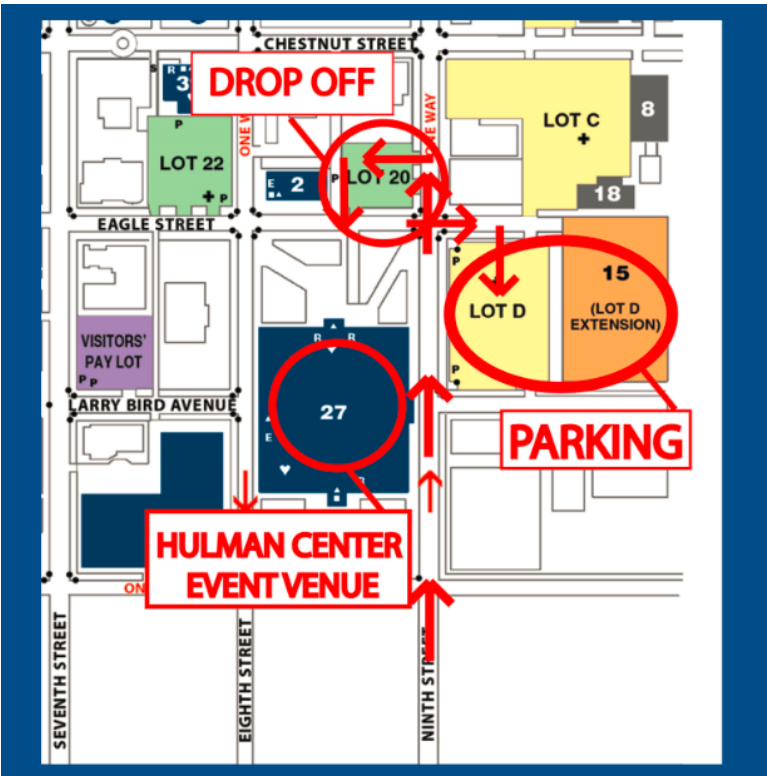 CHESTNUT STREET
S
R
3
DROP OFF
P
ONE W
NE WAY
LOT C
8
LOT 22
P
E
2
P
LOT 20
18
EAGLE STREET
P
15
(LOT D
EXTENSION)
LOT D
P
VISITORS'
PAY LOT
P P
R R
LARRY BIRD AVENUE
27
E
PARKING
HULMAN CENTER
EVENT VENUE
ON
SEVENTH STREET
EIGHTH STREET
NINTH STREET